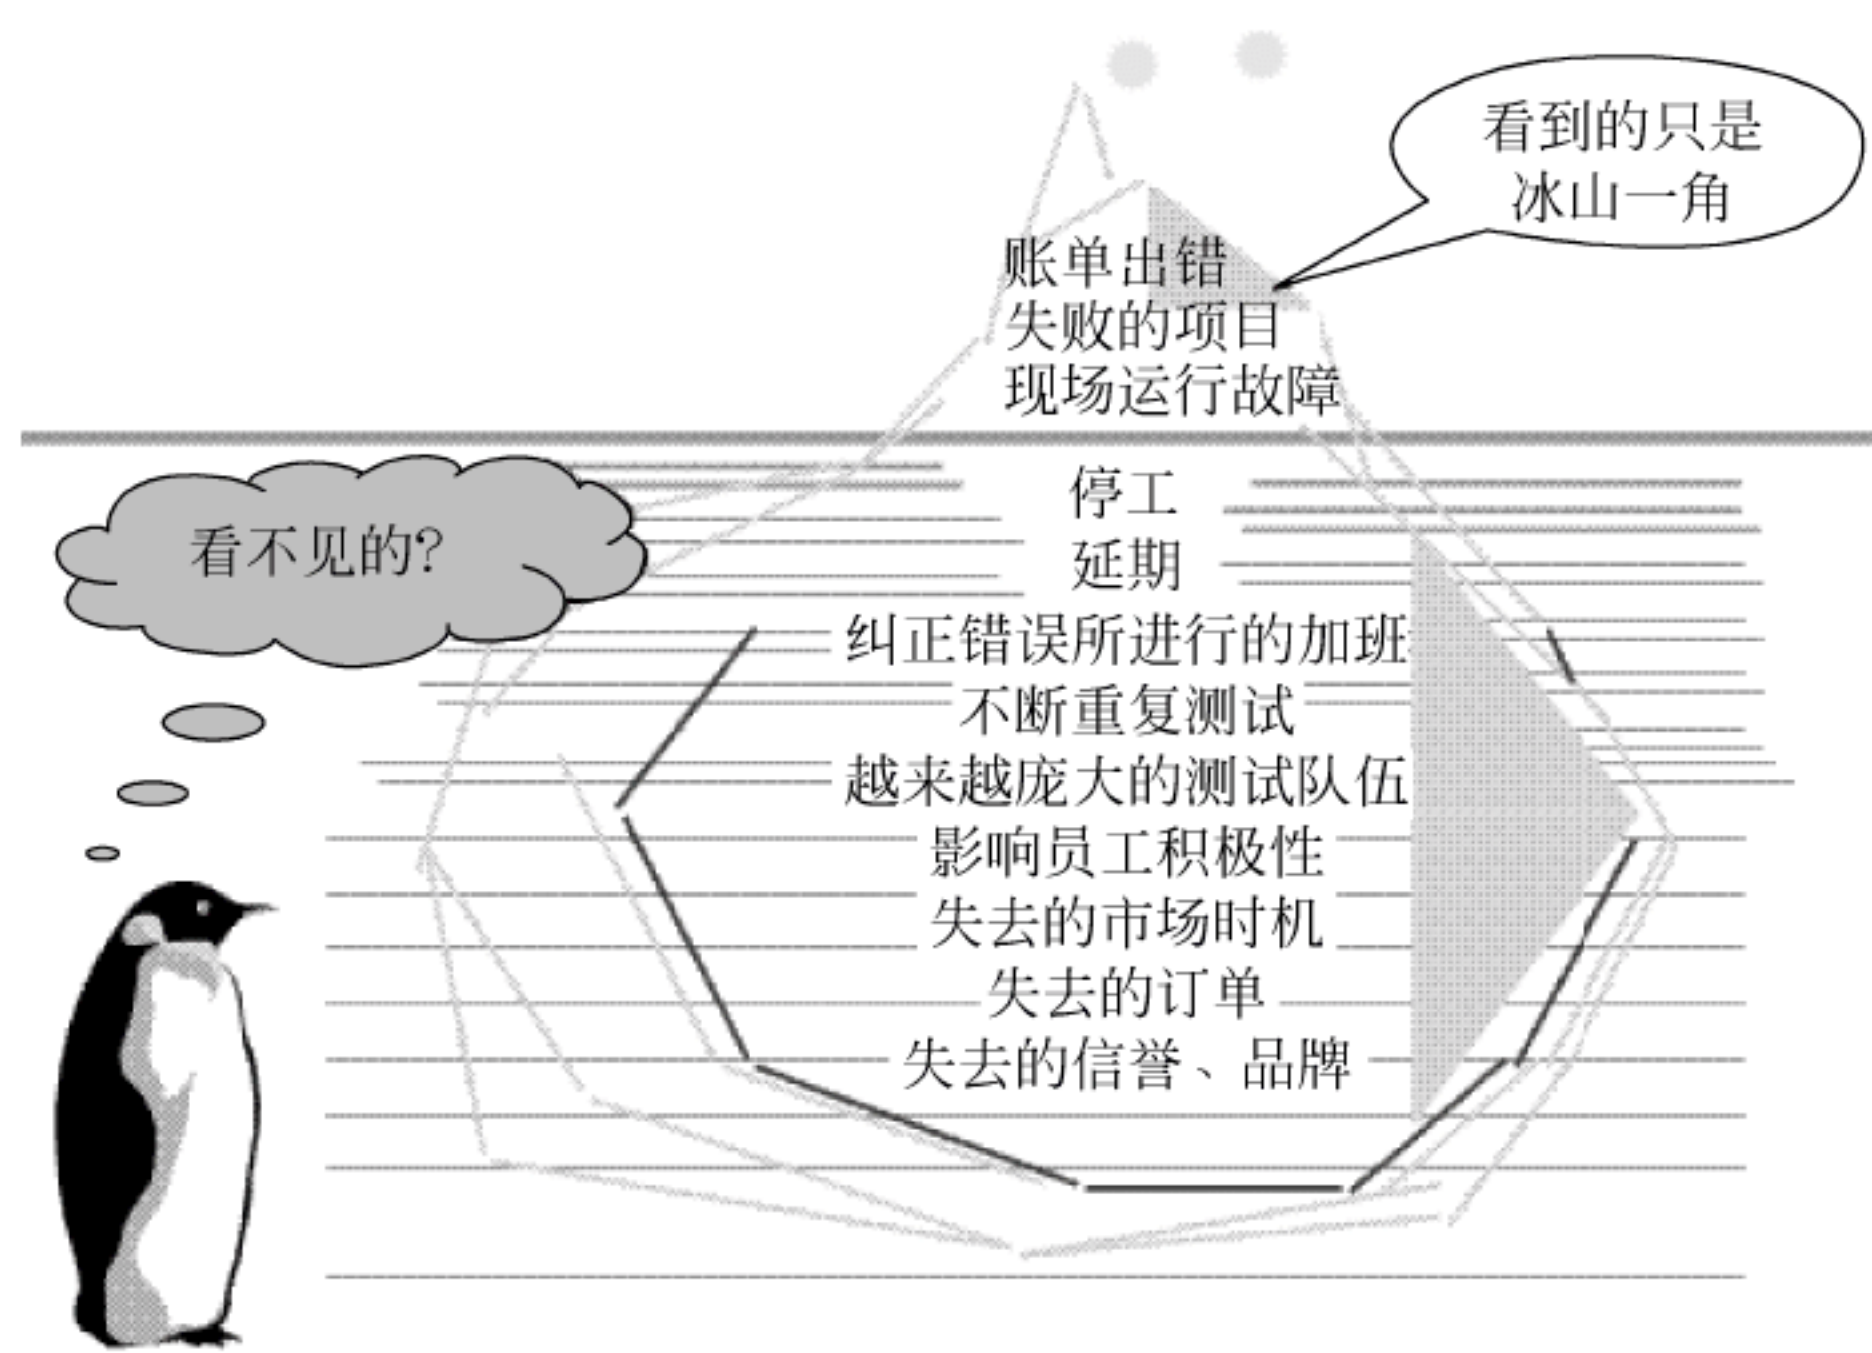 看到的只是
冰山一角
账单出错
失败的项目
现场运行故障
看不见的?
停工
延期
纠正错误所进行的加班
不断重复测试
越来越庞大的测试队伍
影响员工积极性
失去的市场时机
失去的订单
失去的信誉、品牌